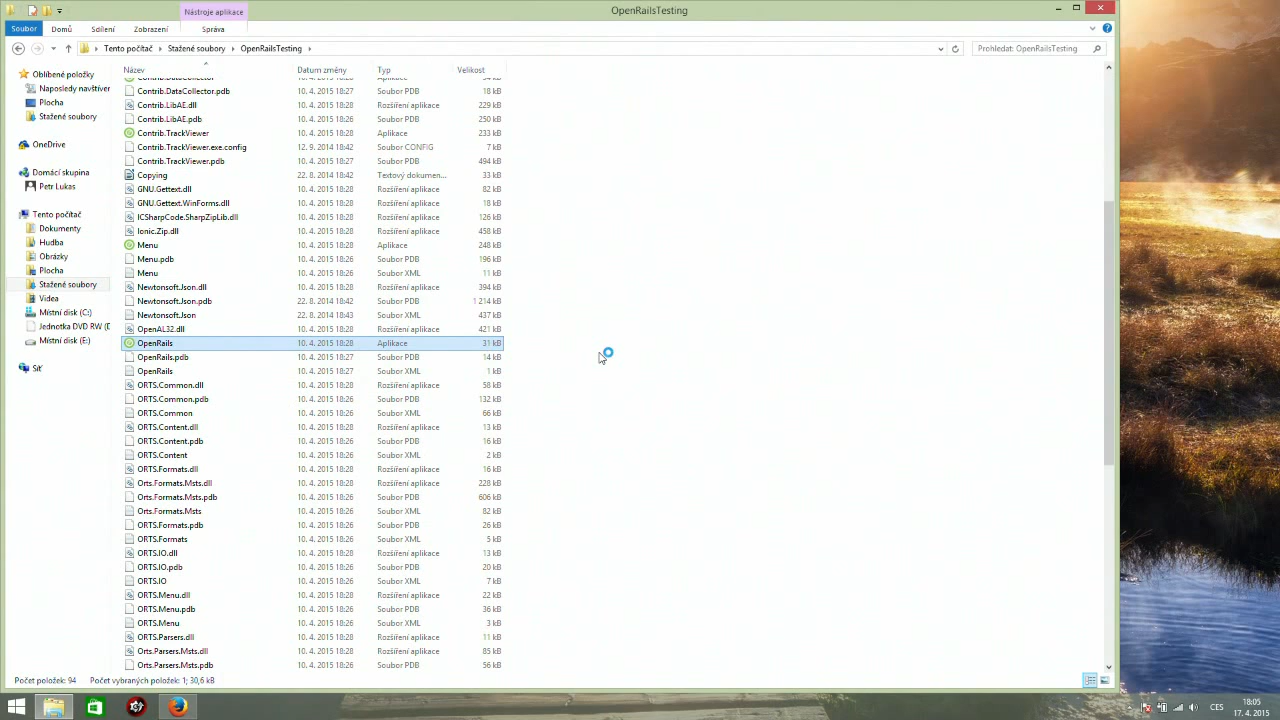 Nástroje aplikace
OpenRailsTesting
Soubor Domů Sdílení Zobrazení Správa
Tento počítač Stažené soubory OpenRailsTesting
Prohledat: OpenRailsTesting
Název Datum změny Typ Velikost
Oblíbené položky
Naposledy navštíven
Plocha
Stažené soubory
OneDrive
Domácí skupina
Petr Lukas
Tento počítač
Dokumenty
Hudba
Obrázky
Plocha
Stažené soubory
Videa
Místní disk (C:)
Jednotka DVD RW (D
Místní disk (E:)
Síť
Contrib.DataCollector 10. 4. 2015 18:28 Aplikace 34 kB
Contrib.DataCollector.pdb 10. 4. 2015 18:27 Soubor PDB 18 kB
Contrib.LibAE.dll 10. 4. 2015 18:28 Rozšíření aplikace 229 kB
Contrib.LibAE.pdb 10. 4. 2015 18:26 Soubor PDB 250 kB
Contrib.TrackViewer 10. 4. 2015 18:28 Aplikace 233 kB
Contrib.TrackViewer.exe.config 12. 9. 2014 18:42 Soubor CONFIG 7 kB
Contrib.TrackViewer.pdb 10. 4. 2015 18:27 Soubor PDB 494 kB
Copying 22. 8. 2014 18:42 Textový dokumen... 33 kB
GNU.Gettext.dll 10. 4. 2015 18:28 Rozšíření aplikace 82 kB
GNU.Gettext.WinForms.dll 10. 4. 2015 18:28 Rozšíření aplikace 18 kB
ICSharpCode.SharpZipLib.dll 10. 4. 2015 18:28 Rozšíření aplikace 126 kB
Ionic.Zip.dll 10. 4. 2015 18:28 Rozšíření aplikace 458 kB
Menu 10. 4. 2015 18:28 Aplikace 248 kB
Menu.pdb 10. 4. 2015 18:26 Soubor PDB 196 kB
Menu 10. 4. 2015 18:26 Soubor XML 11 kB
Newtonsoft.Json.dll 10. 4. 2015 18:28 Rozšíření aplikace 394 kB
Newtonsoft.Json.pdb 22. 8. 2014 18:42 Soubor PDB 1 214 kB
Newtonsoft.Json 22. 8. 2014 18:43 Soubor XML 437 kB
OpenAL32.dll 10. 4. 2015 18:28 Rozšíření aplikace 421 kB
OpenRails 10. 4. 2015 18:28 Aplikace 31 kB
OpenRails.pdb 10. 4. 2015 18:27 Soubor PDB 14 kB
OpenRails 10. 4. 2015 18:27 Soubor XML 1 kB
ORTS.Common.dll 10. 4. 2015 18:28 Rozšíření aplikace 58 kB
ORTS.Common.pdb 10. 4. 2015 18:26 Soubor PDB 132 kB
ORTS.Common 10. 4. 2015 18:26 Soubor XML 66 kB
ORTS.Content.dll 10. 4. 2015 18:28 Rozšíření aplikace 13 kB
ORTS.Content.pdb 10. 4. 2015 18:26 Soubor PDB 16 kB
ORTS.Content 10. 4. 2015 18:26 Soubor XML 2 kB
ORTS.Formats.dll 10. 4. 2015 18:28 Rozšíření aplikace 16 kB
Orts.Formats.Msts.dll 10. 4. 2015 18:28 Rozšíření aplikace 228 kB
Orts.Formats.Msts.pdb 10. 4. 2015 18:26 Soubor PDB 606 kB
Orts.Formats.Msts 10. 4. 2015 18:26 Soubor XML 82 kB
ORTS.Formats.pdb 10. 4. 2015 18:26 Soubor PDB 26 kB
ORTS.Formats 10. 4. 2015 18:26 Soubor XML 5 kB
ORTS.IO.dll 10. 4. 2015 18:28 Rozšíření aplikace 13 kB
ORTS.IO.pdb 10. 4. 2015 18:26 Soubor PDB 20 kB
ORTS.IO 10. 4. 2015 18:26 Soubor XML 7 kB
ORTS.Menu.dll 10. 4. 2015 18:28 Rozšíření aplikace 22 kB
ORTS.Menu.pdb 10. 4. 2015 18:26 Soubor PDB 36 kB
ORTS.Menu 10. 4. 2015 18:26 Soubor XML 3 kB
ORTS.Parsers.dll 10. 4. 2015 18:28 Rozšíření aplikace 11 kB
Orts.Parsers.Msts.dll 10. 4. 2015 18:28 Rozšíření aplikace 85 kB
Orts.Parsers.Msts.pdb 10. 4. 2015 18:26 Soubor PDB 56 kB
Počet položek: 94 Počet vybraných položek: 1; 30,6 kB
CES
18:05
17. 4. 2015